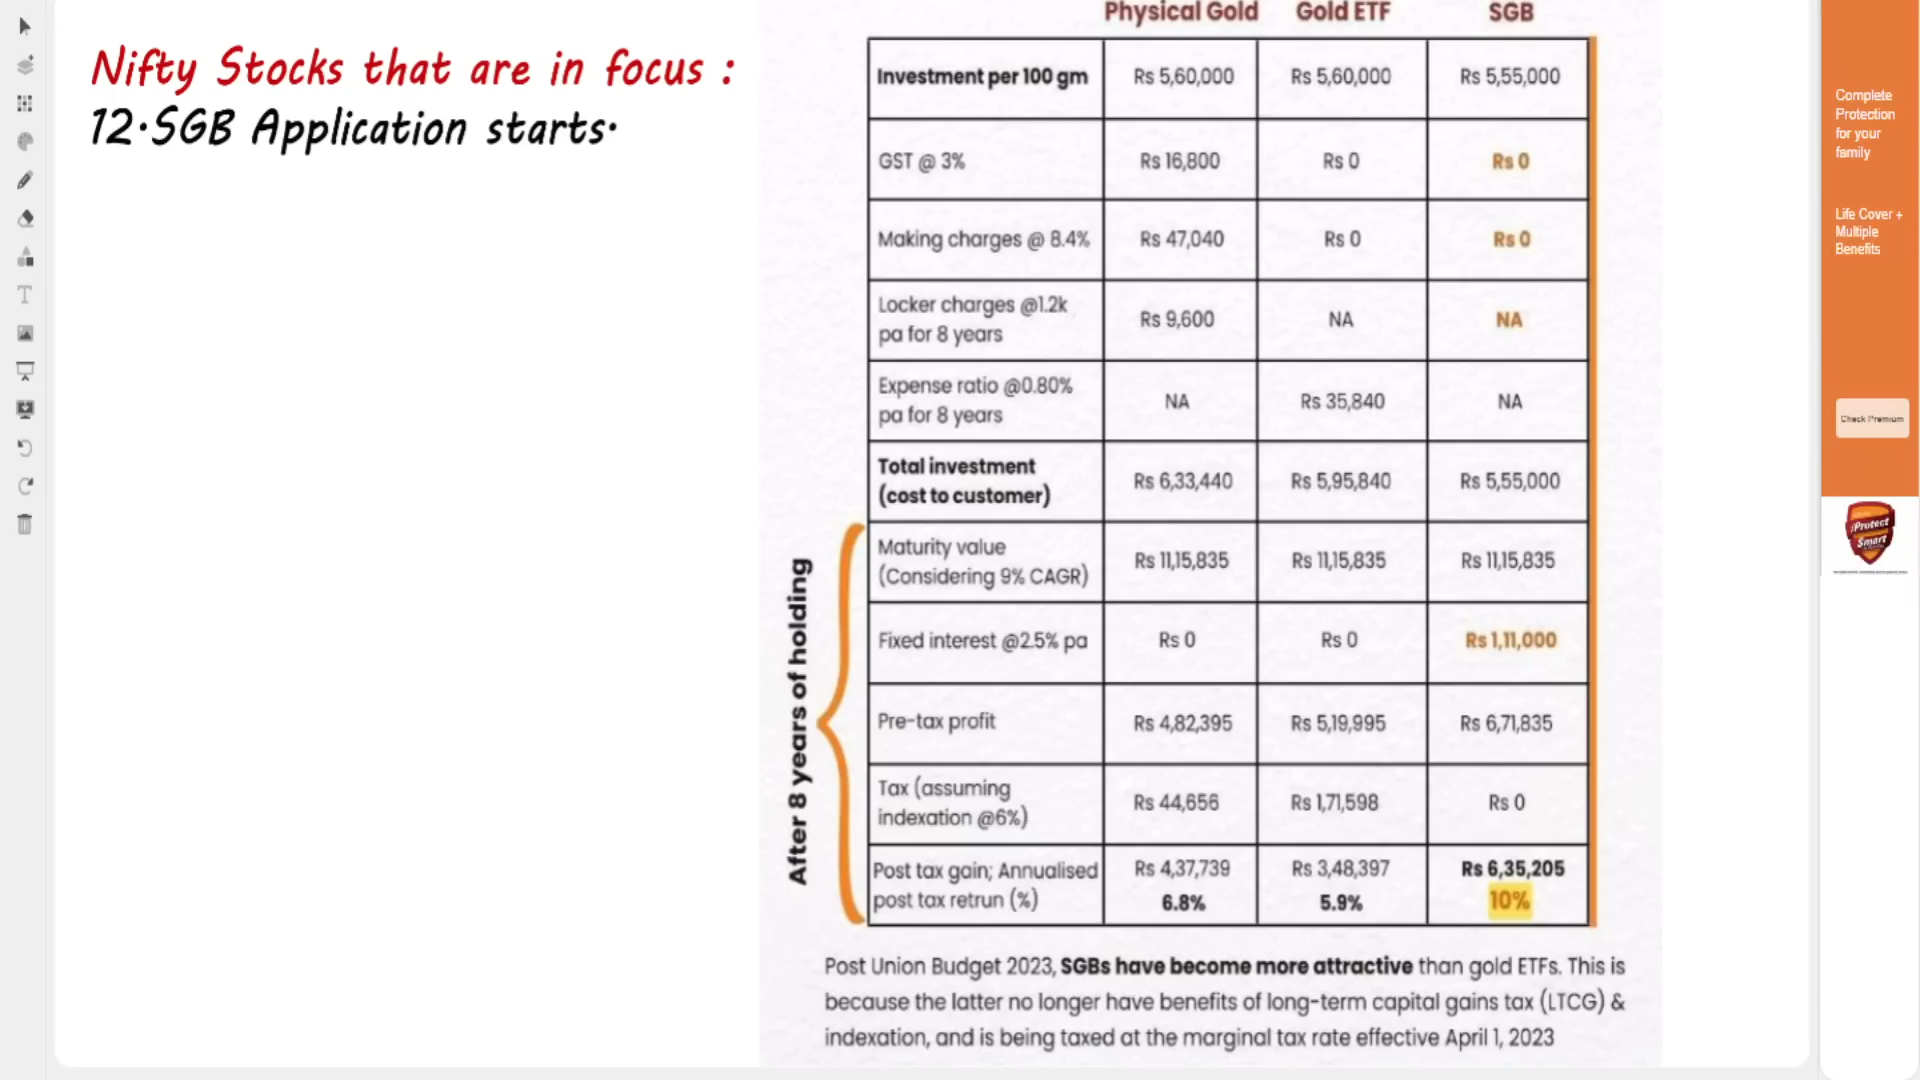 Nifty Stocks that are in focus :
12.SGB Application starts.
Physical Gold Gold ETF SGB
Investment per 100 gm Rs 5,60,000 Rs 5,60,000 Rs 5,55,000
GST @ 3% Rs 16,800 Rs 0 Rs 0
Making charges @ 8.4% Rs 47,040 Rs 0 Rs 0
Locker charges @1.2k
pa for 8 years Rs 9,600 NA NA
Expense ratio @0.80%
pa for 8 years NA Rs 35,840 NA
Total investment
(cost to customer) Rs 6,33,440 Rs 5,95,840 Rs 5,55,000
After 8 years of holding
Maturity value
(Considering 9% CAGR) Rs 11,15,835 Rs 11,15,835 Rs 11,15,835
Fixed interest @2.5% pa Rs 0 Rs 0 Rs 1,11,000
Pre-tax profit Rs 4,82,395 Rs 5,19,995 Rs 6,71,835
Tax (assuming
indexation @6%) Rs 44,656 Rs 1,71,598 Rs 0
Post tax gain; Annualised Rs 4,37,739 Rs 3,48,397 Rs 6,35,205
post tax retrun (%) 6.8% 5.9% 10%
Post Union Budget 2023, SGBs have become more attractive than gold ETFs. This is
because the latter no longer have benefits of long-term capital gains tax (LTCG) &
indexation, and is being taxed at the marginal tax rate effective April 1, 2023
Complete
Protection
for your
family
Life Cover +
Multiple
Benefits
Check Premium
iProtect
Smart